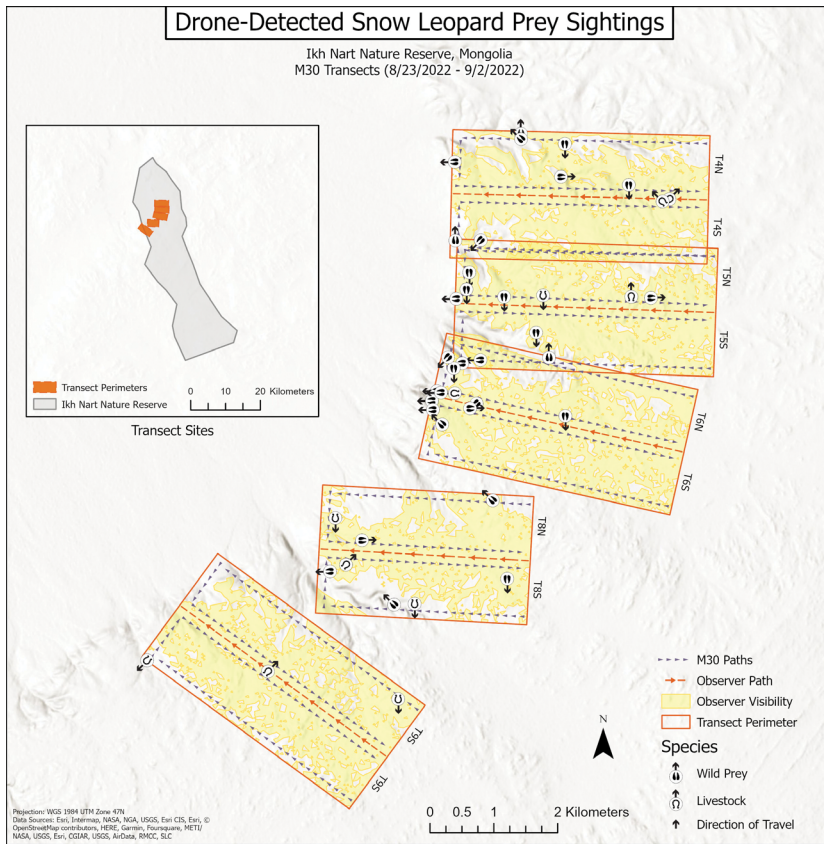 Drone-Detected Snow Leopard Prey Sightings
Ikh Nart Nature Reserve, Mongolia
M30 Transects (8/23/2022 - 9/2/2022)
Transect Perimeters
Ikh Nart Nature Reserve
0 10 20 Kilometers
Transect Sites
T4N
T4S
T5N
T5S
T6N
T6S
T8N
T8S
T9S
T9S
M30 Paths
Observer Path
Observer Visibility
Transect Perimeter
N
Species
Wild Prey
Livestock
Direction of Travel
0 0.5 1 2 Kilometers
Projection: WGS 1984 UTM Zone 47N
Data Sources: Esri, Intermap, NASA, NGA, USGS, Esri CIS, Esri, ©
OpenStreetMap contributors, HERE, Garmin, Foursquare, METI/
NASA, USGS, Esri, CGIAR, USGS, AirData, RMCC, SLC